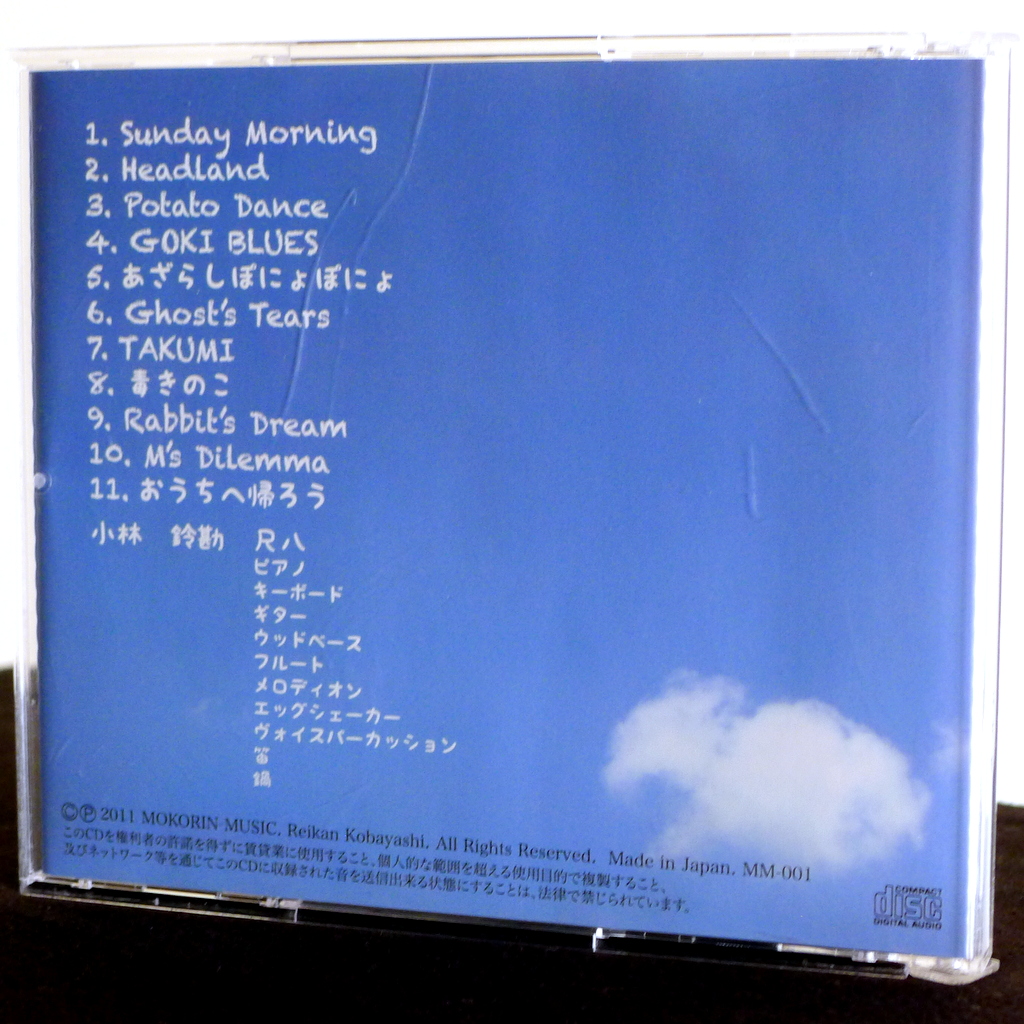 1. Sunday Morning
2. Headland
3. Potato Dance
4. GOKI BLUES
5. あざらしぽにょぽにょ
6. Ghost's Tears
7. TAKUMI
8. 毒きのこ
9. Rabbit's Dream
10. M's Dilemma
11. おうちへ帰ろう
小林 鈴勘 尺八
ピアノ
キーボード
ギター
ウッドベース
フルート
メロディオン
エッグシェーカー
ヴォイスパーカッション
笛
鍋
©℗ 2011 MOKORIN MUSIC, Reikan Kobayashi, All Rights Reserved, Made in Japan, MM-001
このCDを権利者の許諾を得ずに賃貸業に使用すること、個人的な範囲を超える使用目的で複製すること、
及びネットワーク等を通じてこのCDに収録された音を送信出来る状態にすることは、法律で禁じられています。
COMPACT
disc
DIGITAL AUDIO